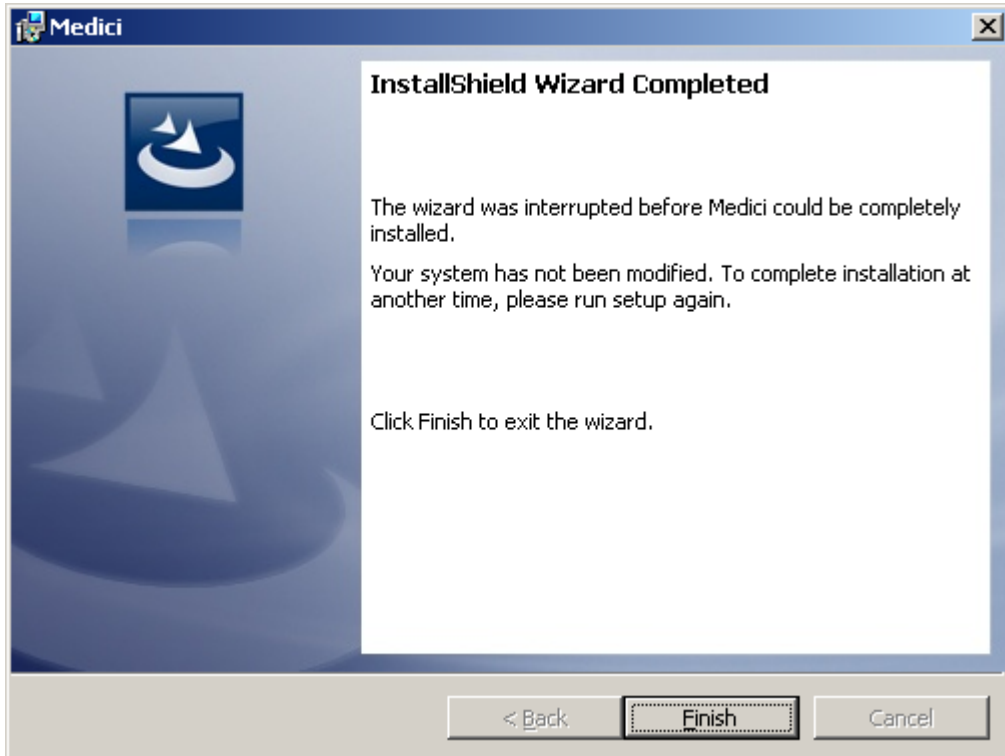 Medici
InstallShield Wizard Completed
The wizard was interrupted before Medici could be completely
installed.
Your system has not been modified. To complete installation at
another time, please run setup again.
Click Finish to exit the wizard.
< Back
Finish
Cancel